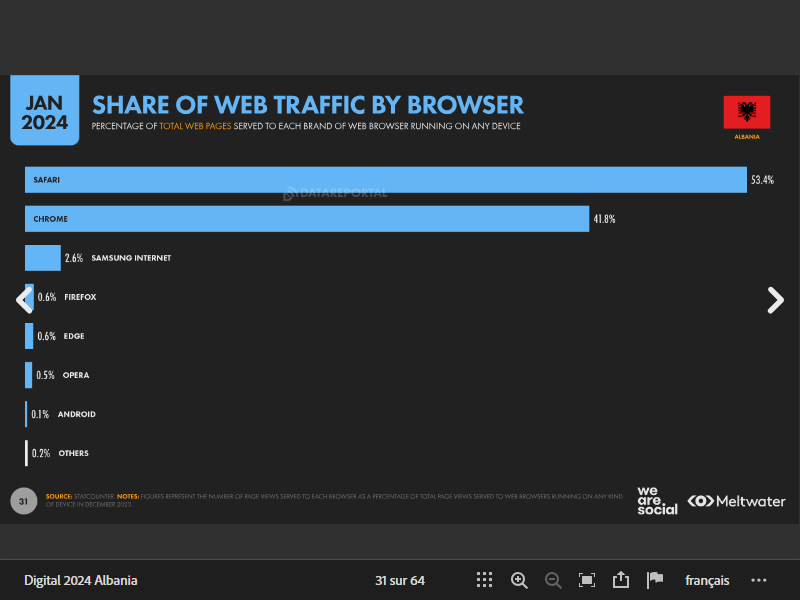 JAN
2024
SHARE OF WEB TRAFFIC BY BROWSER
PERCENTAGE OF TOTAL WEB PAGES SERVED TO EACH BRAND OF WEB BROWSER RUNNING ON ANY DEVICE
ALBANIA
SAFARI 53.4%
DATAREPORTAL
CHROME 41.8%
2.6% SAMSUNG INTERNET
0.6% FIREFOX
0.6% EDGE
0.5% OPERA
0.1% ANDROID
0.2% OTHERS
31
SOURCE: STATCOUNTER. NOTES: FIGURES REPRESENT THE NUMBER OF PAGE VIEWS SERVED TO EACH BROWSER AS A PERCENTAGE OF TOTAL PAGE VIEWS SERVED TO WEB BROWSERS RUNNING ON ANY KIND
OF DEVICE IN DECEMBER 2023.
we
are
social
Meltwater
Digital 2024 Albania
31 sur 64
français